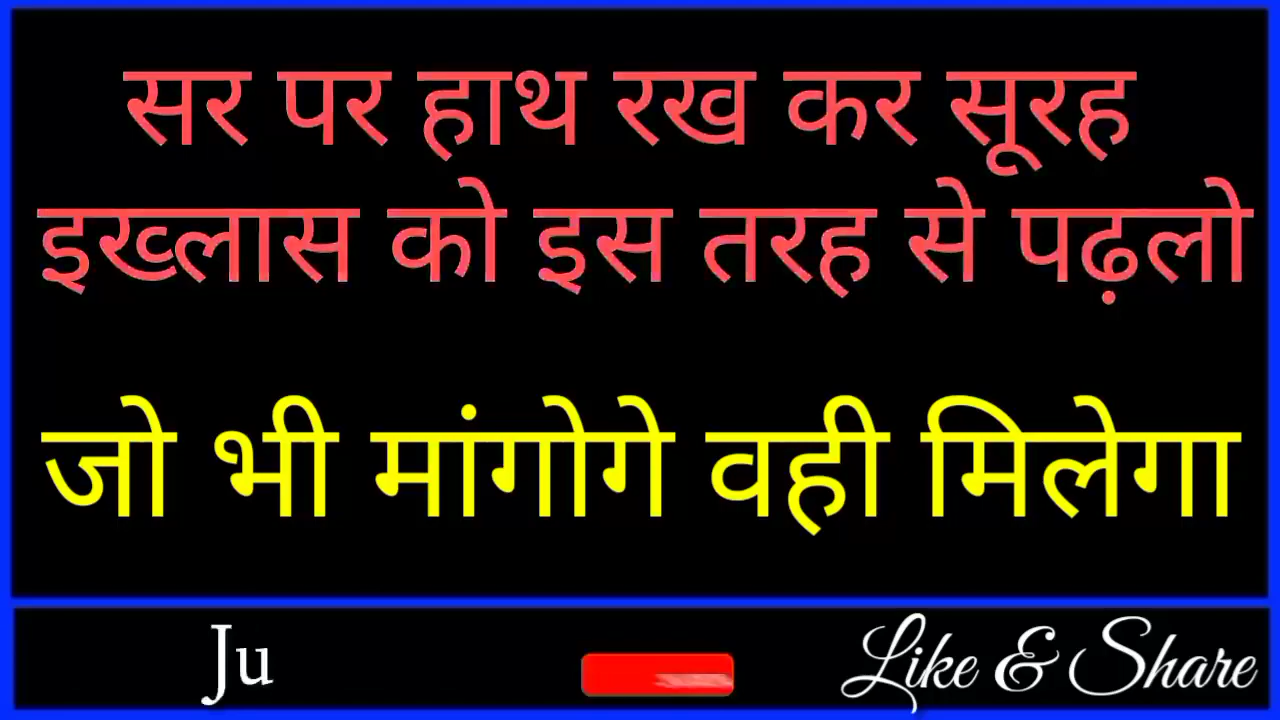 सर पर हाथ रख कर सूरह
इख्लास को इस तरह से पढ़लो
जो भी मांगोगे वही मिलेगा
Ju
Like & Share